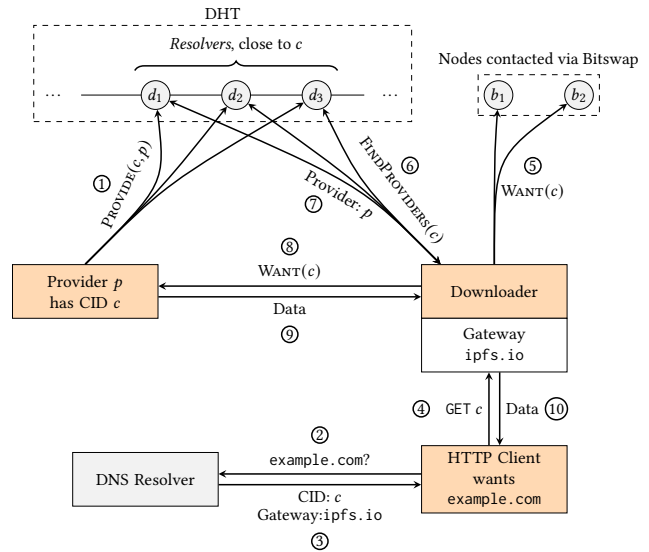 DHT
Resolvers, close to c
Nodes contacted via Bitswap
... d1 d2 d3 ...
b1 b2
① PROVIDE(c, p)
⑥ FINDPROVIDERS(c)
⑦ Provider: p
⑤
WANT(c)
⑧
WANT(c)
Provider p
has CID c
Downloader
Data
⑨
Gateway
ipfs.io
④ GET c
Data ⑩
②
example.com?
DNS Resolver
HTTP Client
wants
example.com
CID: c
Gateway:ipfs.io
③